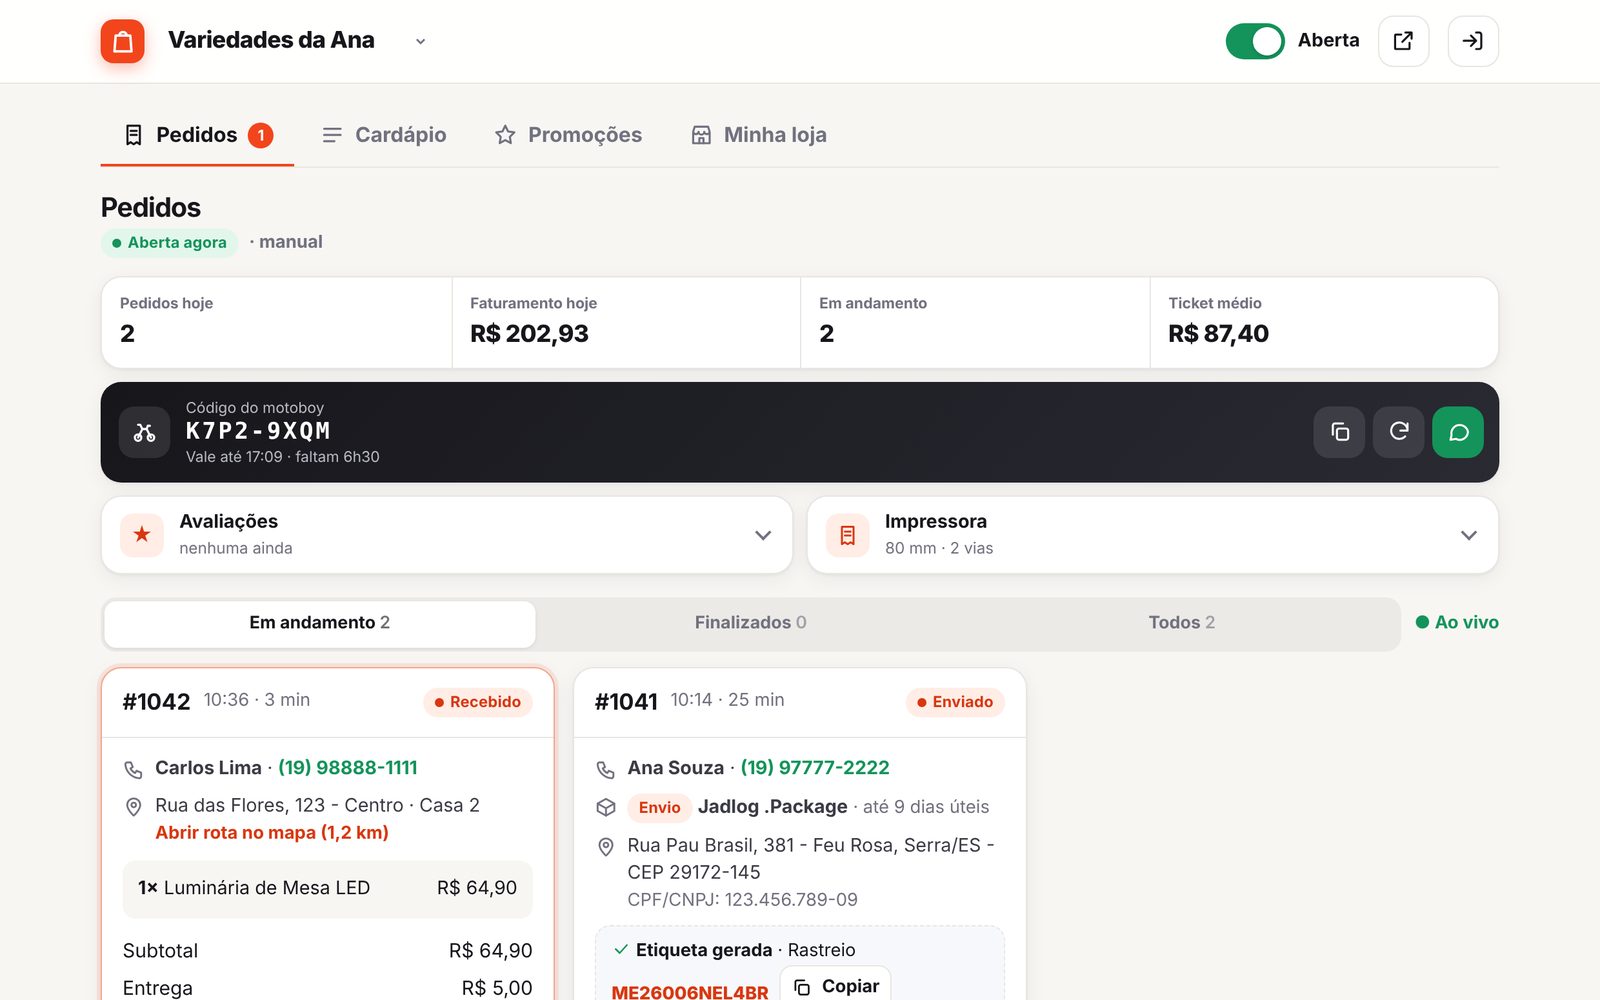 Variedades da Ana
Aberta
Pedidos 1
Cardápio
Promoções
Minha loja
Pedidos
Aberta agora · manual
Pedidos hoje
2
Faturamento hoje
R$ 202,93
Em andamento
2
Ticket médio
R$ 87,40
Código do motoboy
K7P2-9XQM
Vale até 17:09 · faltam 6h30
Avaliações
nenhuma ainda
Impressora
80 mm · 2 vias
Em andamento 2
Finalizados 0
Todos 2
Ao vivo
#1042 10:36 · 3 min Recebido
Carlos Lima · (19) 98888-1111
Rua das Flores, 123 - Centro · Casa 2
Abrir rota no mapa (1,2 km)
1× Luminária de Mesa LED R$ 64,90
Subtotal R$ 64,90
Entrega R$ 5,00
#1041 10:14 · 25 min Enviado
Ana Souza · (19) 97777-2222
Envio Jadlog .Package · até 9 dias úteis
Rua Pau Brasil, 381 - Feu Rosa, Serra/ES -
CEP 29172-145
CPF/CNPJ: 123.456.789-09
Etiqueta gerada · Rastreio
ME26006NEL4BR Copiar